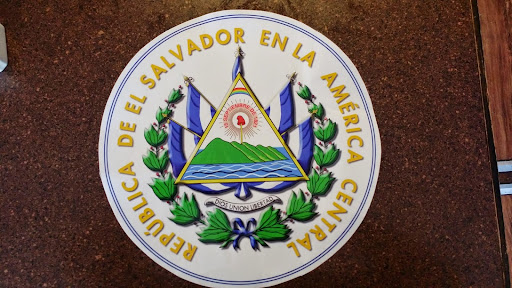 REPÚBLICA DE EL SALVADOR EN LA AMÉRICA CENTRAL
DIOS UNION LIBERTAD